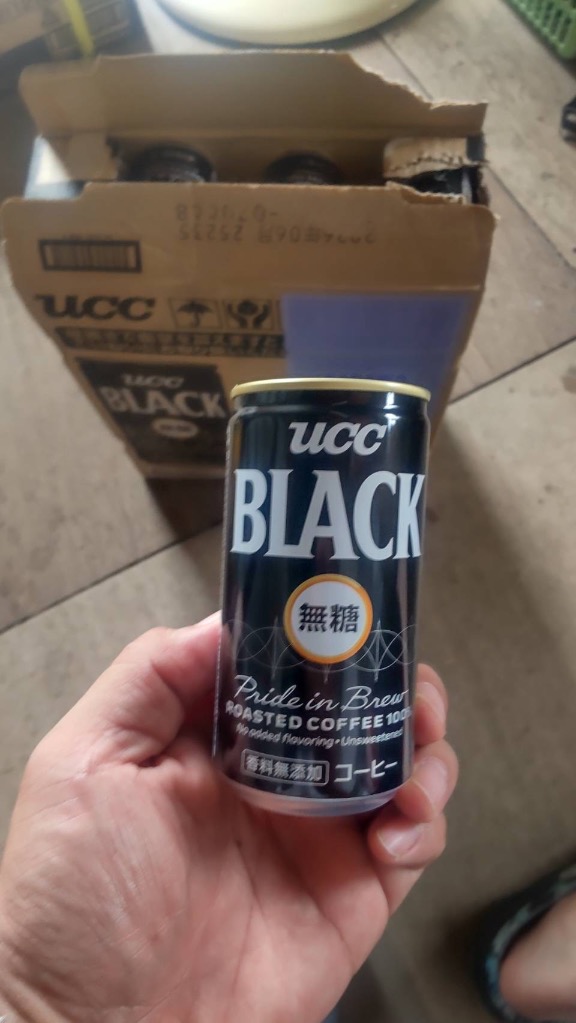 ucc
ucc
BLACK
ucc
BLACK
無糖
Pride in Brew
ROASTED COFFEE 100%
No added flavoring • Unsweetened
香料無添加 コーヒー